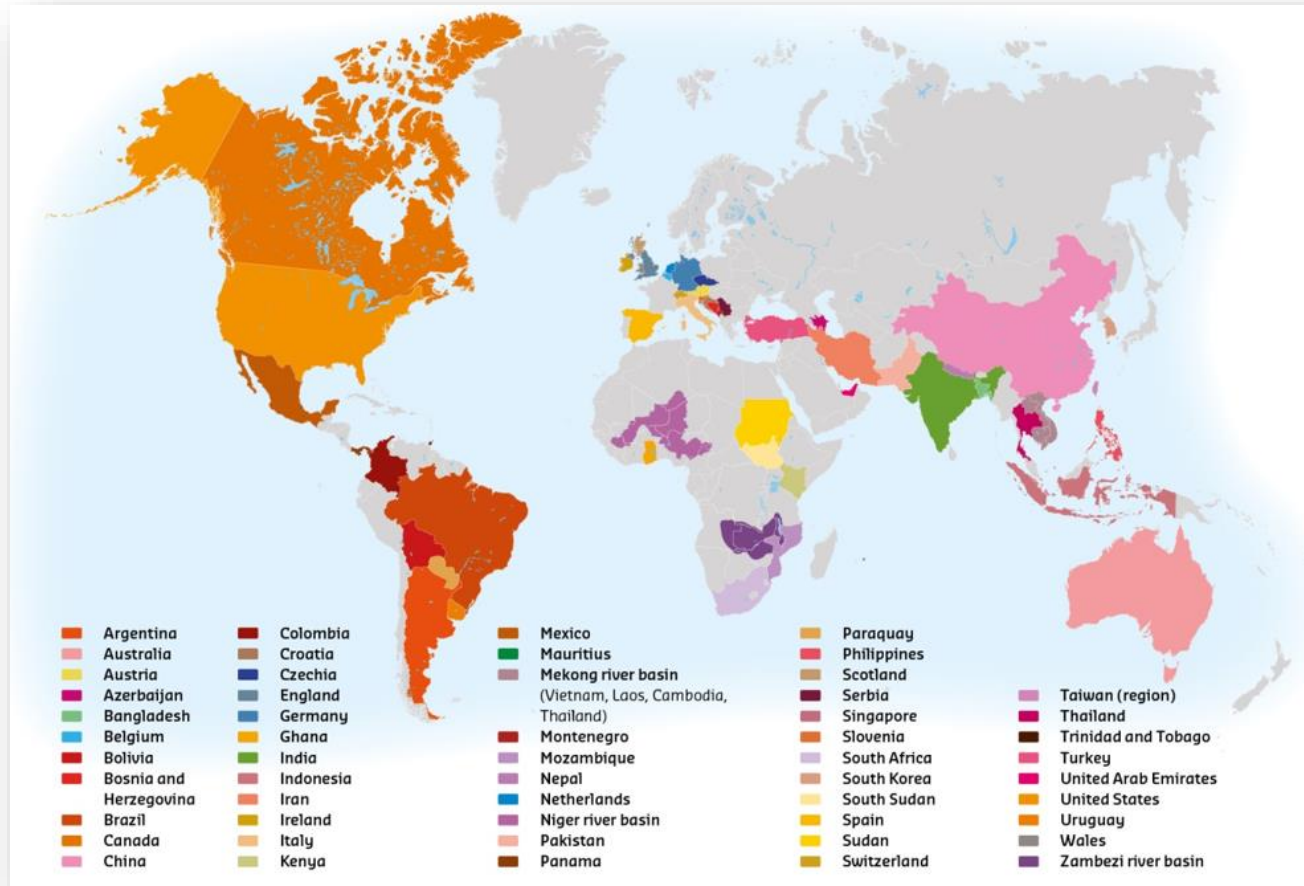 Argentina
Australia
Austria
Azerbaijan
Bangladesh
Belgium
Bolivia
Bosnia and
Herzegovina
Brazil
Canada
China
Colombia
Croatia
Czechia
England
Germany
Ghana
India
Indonesia
Iran
Ireland
Italy
Kenya
Mexico
Mauritius
Mekong river basin
(Vietnam, Laos, Cambodia,
Thailand)
Montenegro
Mozambique
Nepal
Netherlands
Niger river basin
Pakistan
Panama
Paraguay
Philippines
Scotland
Serbia
Singapore
Slovenia
South Africa
South Korea
South Sudan
Spain
Sudan
Switzerland
Taiwan (region)
Thailand
Trinidad and Tobago
Turkey
United Arab Emirates
United States
Uruguay
Wales
Zambezi river basin